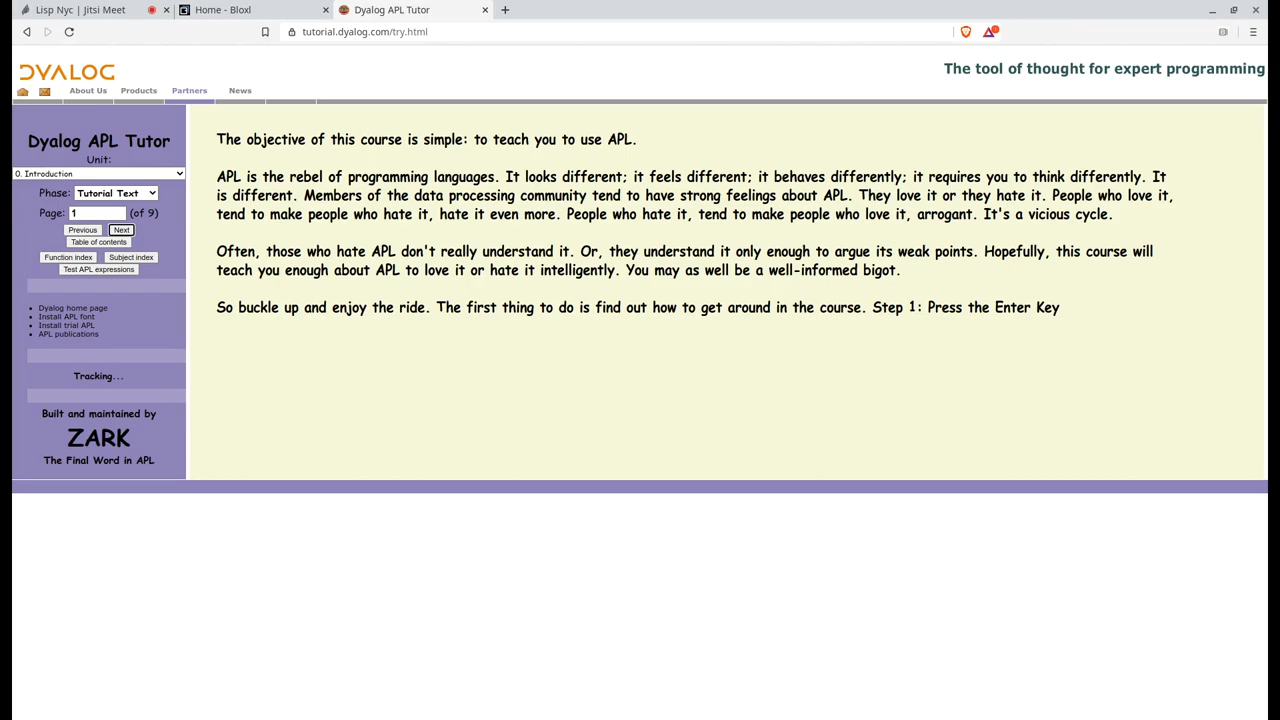 Lisp Nyc | Jitsi Meet
Home - Bloxl
Dyalog APL Tutor
tutorial.dyalog.com/try.html
DYALOG
The tool of thought for expert programming
About Us Products Partners News
Dyalog APL Tutor
Unit:
0. Introduction
Phase: Tutorial Text
Page: 1 (of 9)
Previous Next
Table of contents
Function index Subject index
Test APL expressions
Dyalog home page
Install APL font
Install trial APL
APL publications
Tracking...
Built and maintained by
ZARK
The Final Word in APL
The objective of this course is simple: to teach you to use APL.
APL is the rebel of programming languages. It looks different; it feels different; it behaves differently; it requires you to think differently. It
is different. Members of the data processing community tend to have strong feelings about APL. They love it or they hate it. People who love it,
tend to make people who hate it, hate it even more. People who hate it, tend to make people who love it, arrogant. It's a vicious cycle.
Often, those who hate APL don't really understand it. Or, they understand it only enough to argue its weak points. Hopefully, this course will
teach you enough about APL to love it or hate it intelligently. You may as well be a well-informed bigot.
So buckle up and enjoy the ride. The first thing to do is find out how to get around in the course. Step 1: Press the Enter Key